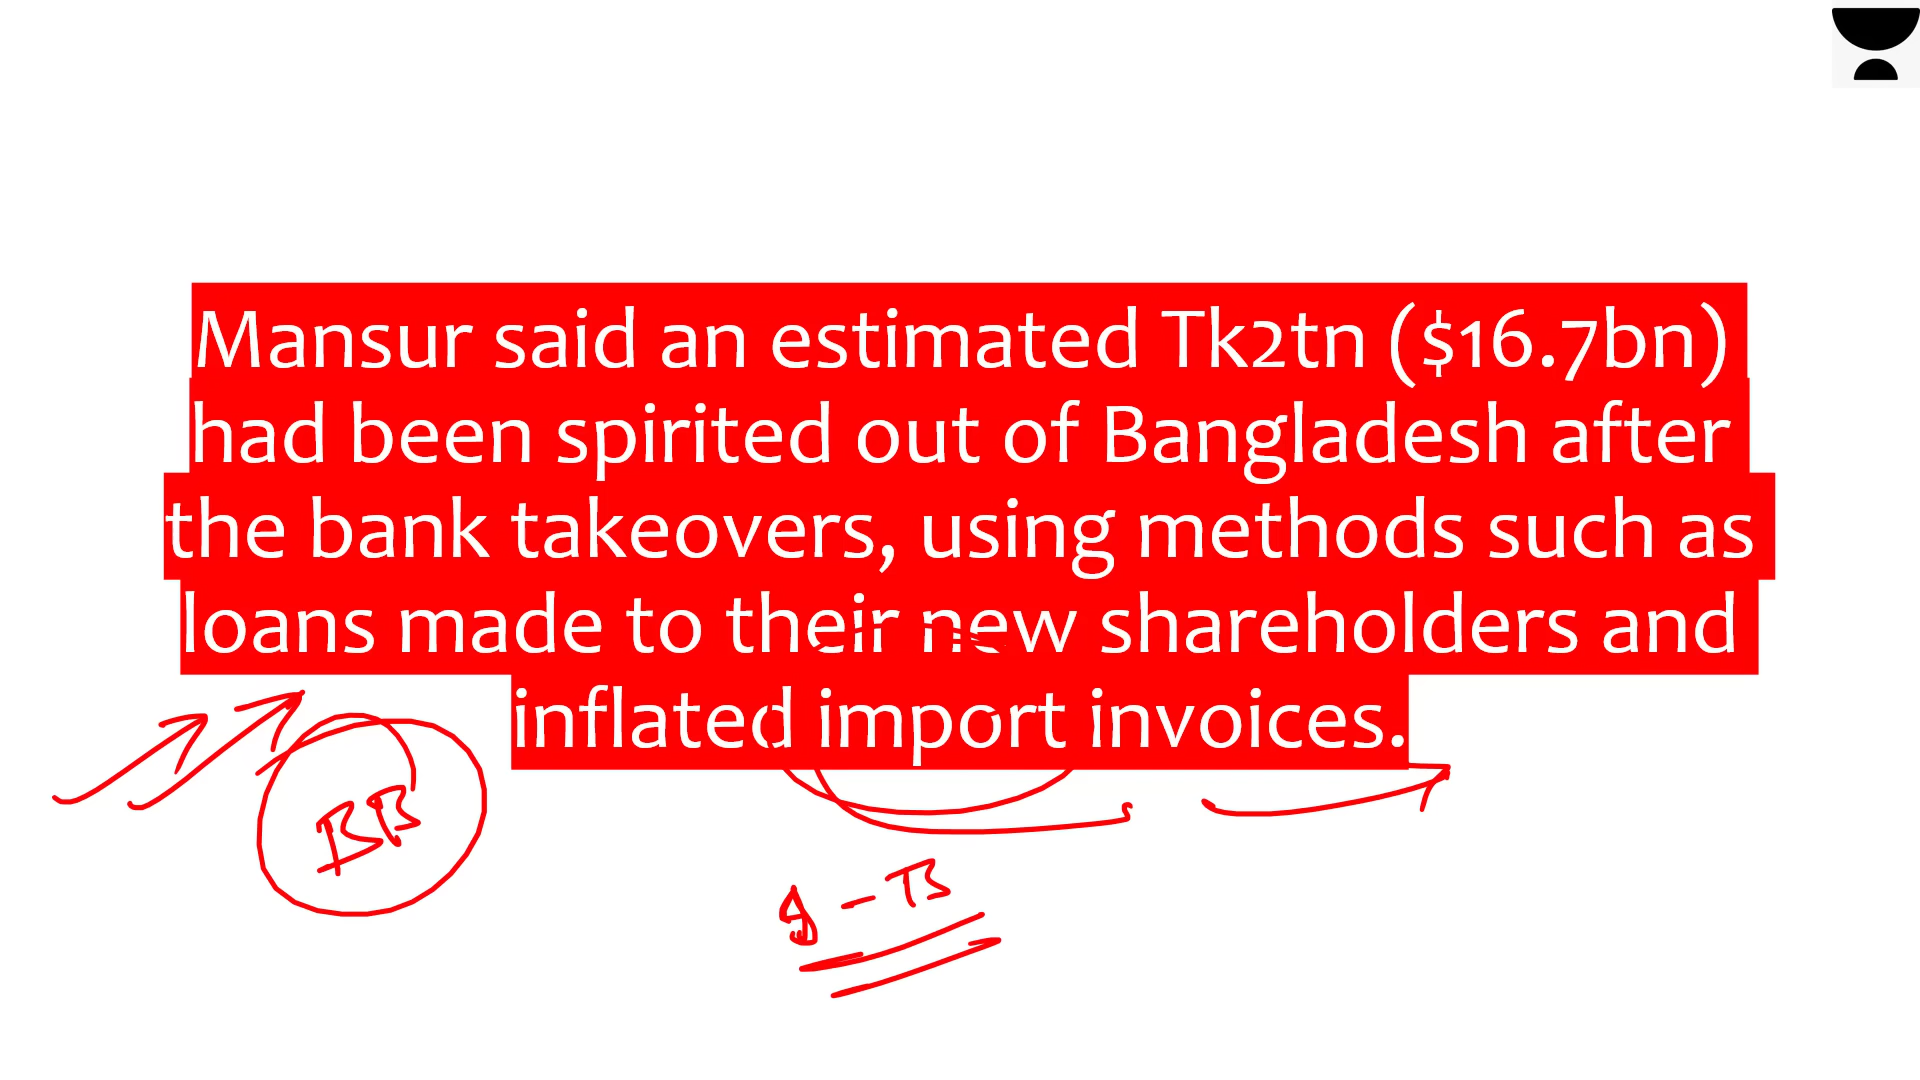 Mansur said an estimated Tk2tn ($16.7bn)
had been spirited out of Bangladesh after
the bank takeovers, using methods such as
loans made to their new shareholders and
inflated import invoices.
BB